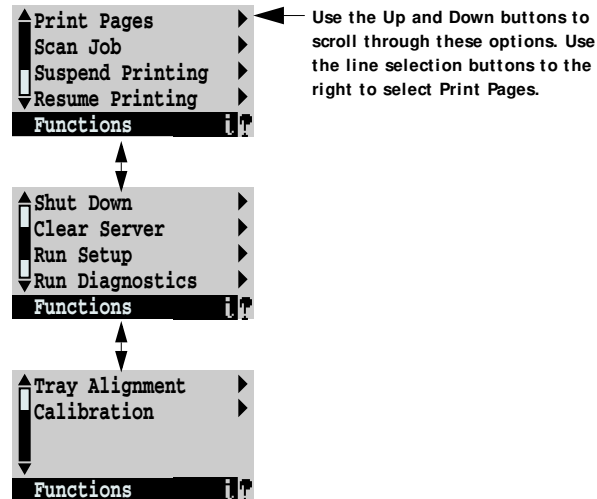 Print Pages
Scan Job
Suspend Printing
Resume Printing
Functions
Use the Up and Down buttons to
scroll through these options. Use
the line selection buttons to the
right to select Print Pages.
Shut Down
Clear Server
Run Setup
Run Diagnostics
Functions
Tray Alignment
Calibration
Functions